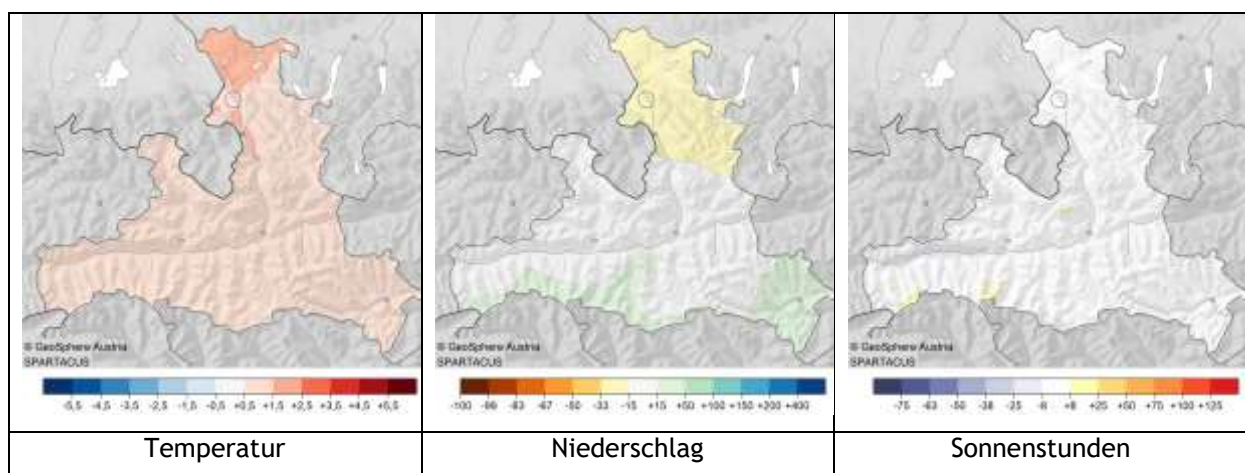 © GeoSphere Austria
SPARTACUS
-5,5 -4,5 -3,5 -2,5 -1,5 -0,5 +0,5 +1,5 +2,5 +3,5 +4,5 +5,5
Temperatur
© GeoSphere Austria
SPARTACUS
-100 -99 -83 -67 -50 -33 -15 +15 +50 +100 +150 +200 +400
Niederschlag
© GeoSphere Austria
SPARTACUS
-75 -63 -50 -38 -25 +25 +50 +75 +100 +125
Sonnenstunden